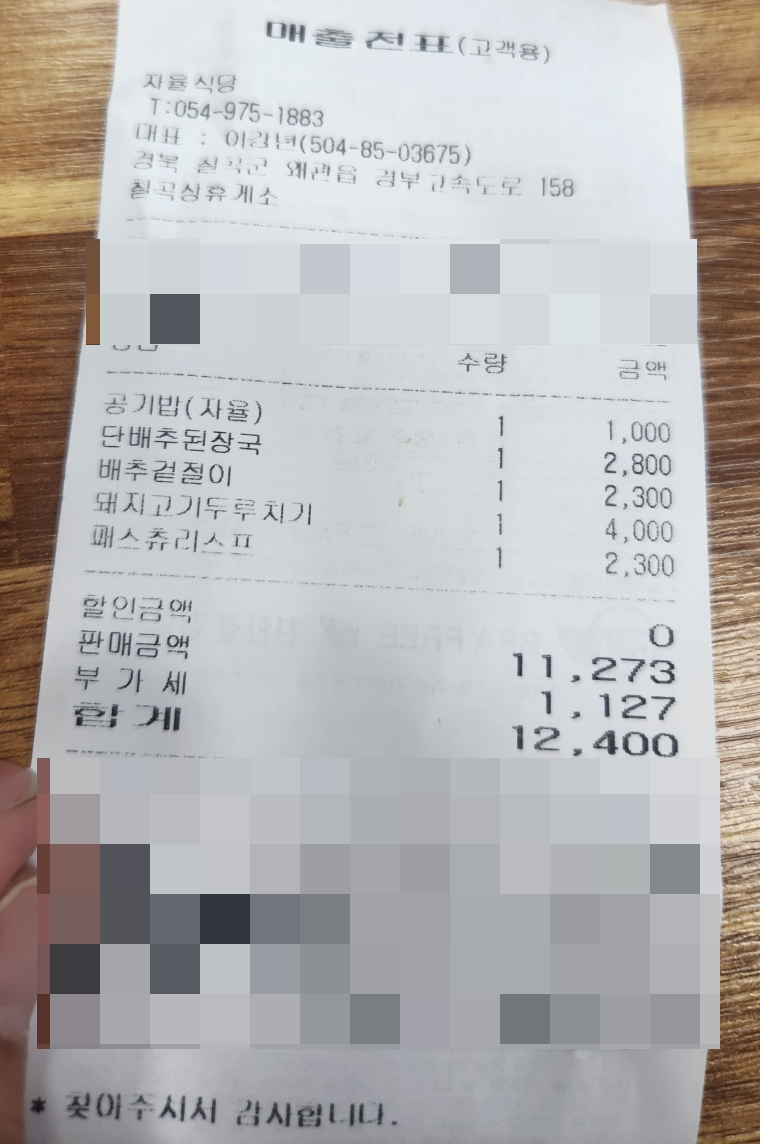 매출전표(고객용)
자율식당
T:054-975-1883
대표 : 이강년(504-85-03675)
경북 칠곡군 왜관읍 경부고속도로 158
칠곡상휴게소
수량 금액
공기밥(자율) 1 1,000
단배추된장국 1 2,800
배추겉절이 1 2,300
돼지고기두루치기 1 4,000
패스츄리스프 1 2,300
할인금액 0
판매금액 11,273
부 가 세 1,127
합 계 12,400
* 찾아주시서 감사합니다.